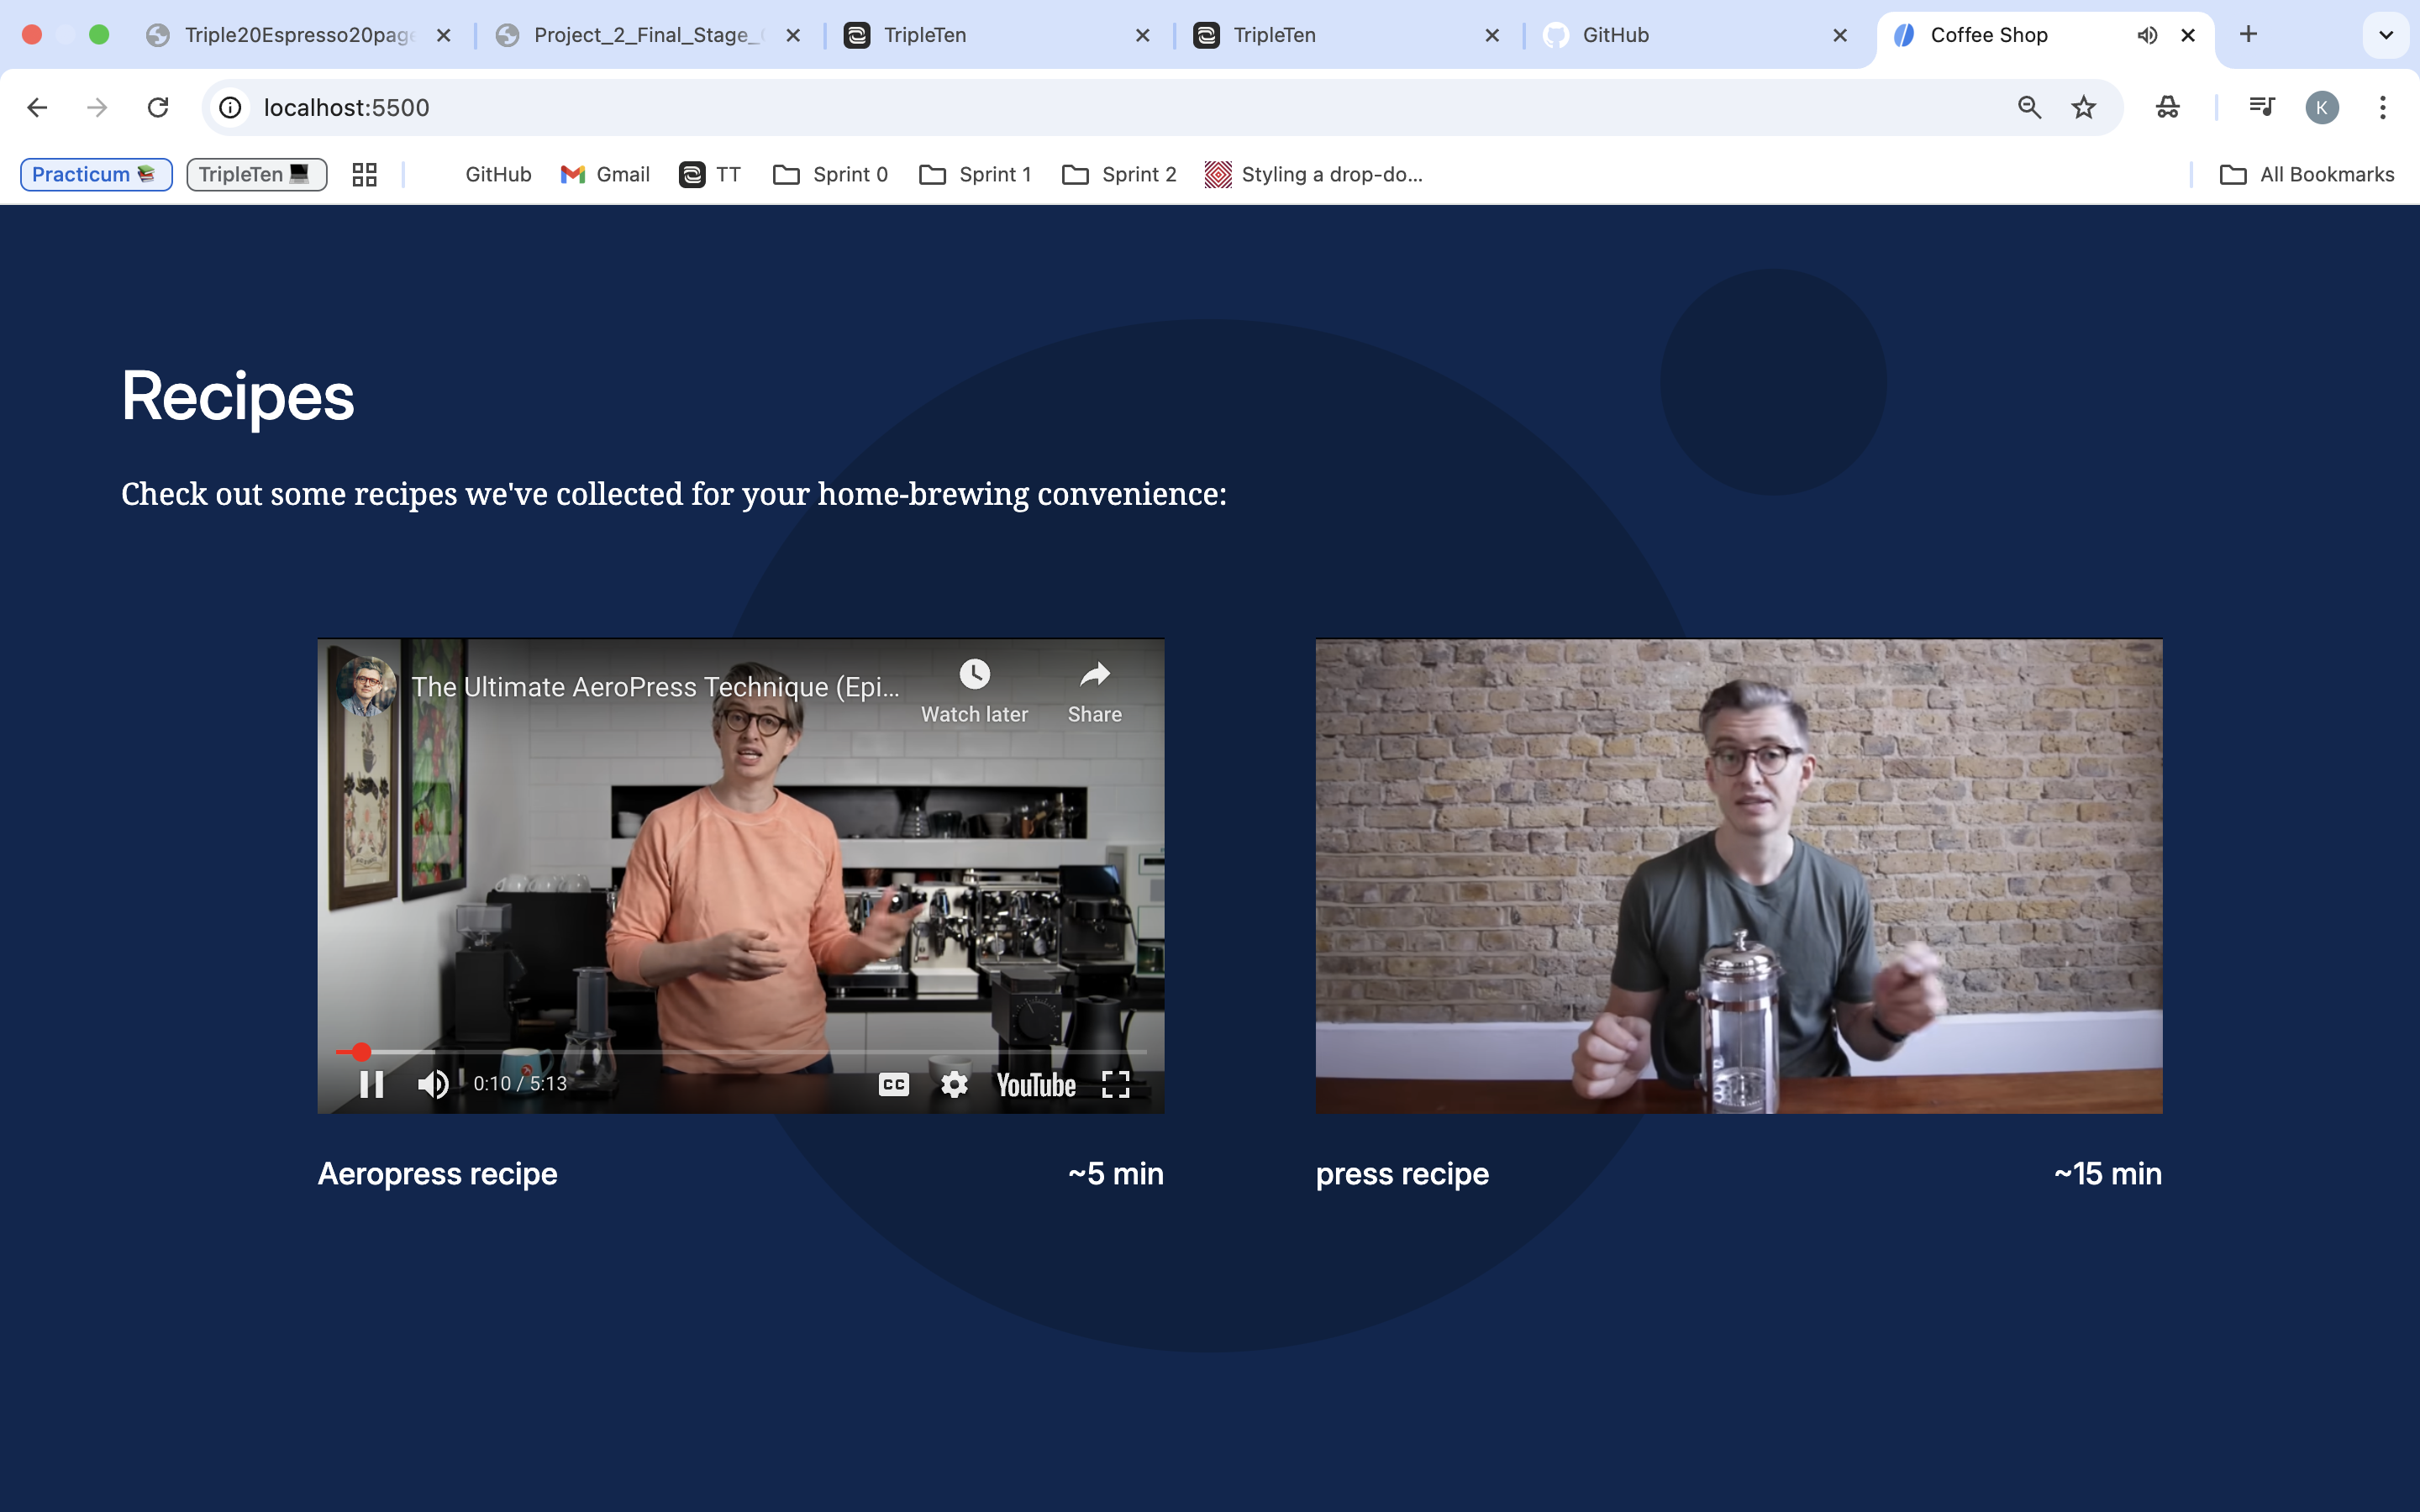 Triple20Espresso20page
Project_2_Final_Stage_
TripleTen
TripleTen
GitHub
Coffee Shop
localhost:5500
K
Practicum 📚
TripleTen 💻
GitHub
Gmail
TT
Sprint 0
Sprint 1
Sprint 2
Styling a drop-do...
All Bookmarks
Recipes
Check out some recipes we've collected for your home-brewing convenience:
The Ultimate AeroPress Technique (Epi...
Watch later
Share
0:10 / 5:13
CC
YouTube
Aeropress recipe
~5 min
press recipe
~15 min